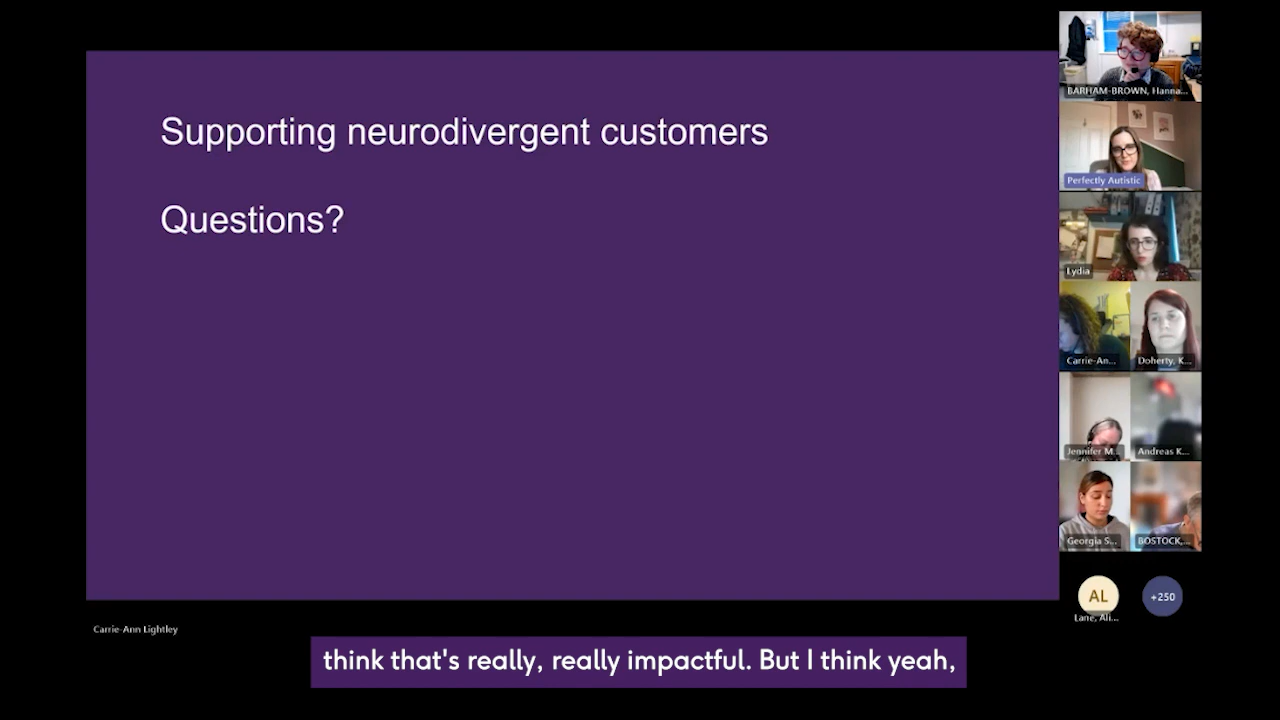 Supporting neurodivergent customers
Questions?
BARHAM-BROWN, Hanna...
Perfectly Autistic
Lydia
Carrie-An...
Doherty, K...
Jennifer M...
Andreas K...
Georgia S...
BOSTOCK,...
AL
+250
Lane, Ali...
Carrie-Ann Lightley
think that's really, really impactful. But I think yeah,